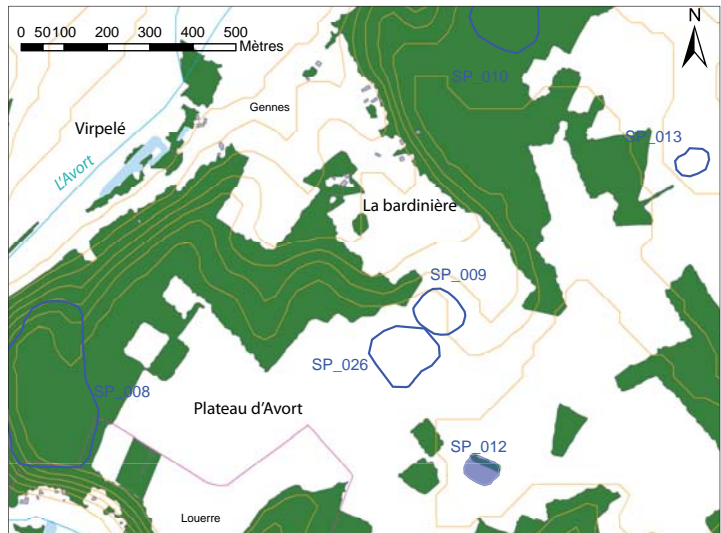 N
0 50 100 200 300 400 500
Mètres
SP_010
Gennes
Virpelé
SP_013
L'Avort
La bardinière
SP_009
SP_026
SP_008
Plateau d'Avort
SP_012
Louerre